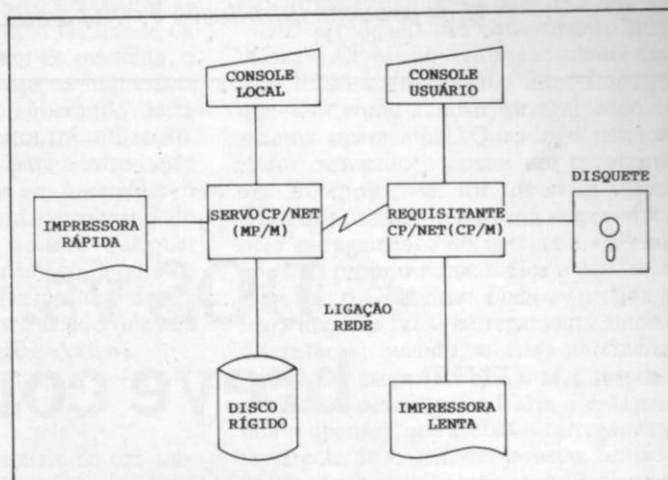 CONSOLE
LOCAL
CONSOLE
USUÁRIO
DISQUETE
IMPRESSORA
RÁPIDA
SERVO CP/NET
(MP/M)
REQUISITANTE
CP/NET(CP/M)
LIGAÇÃO
REDE
DISCO
RÍGIDO
IMPRESSORA
LENTA